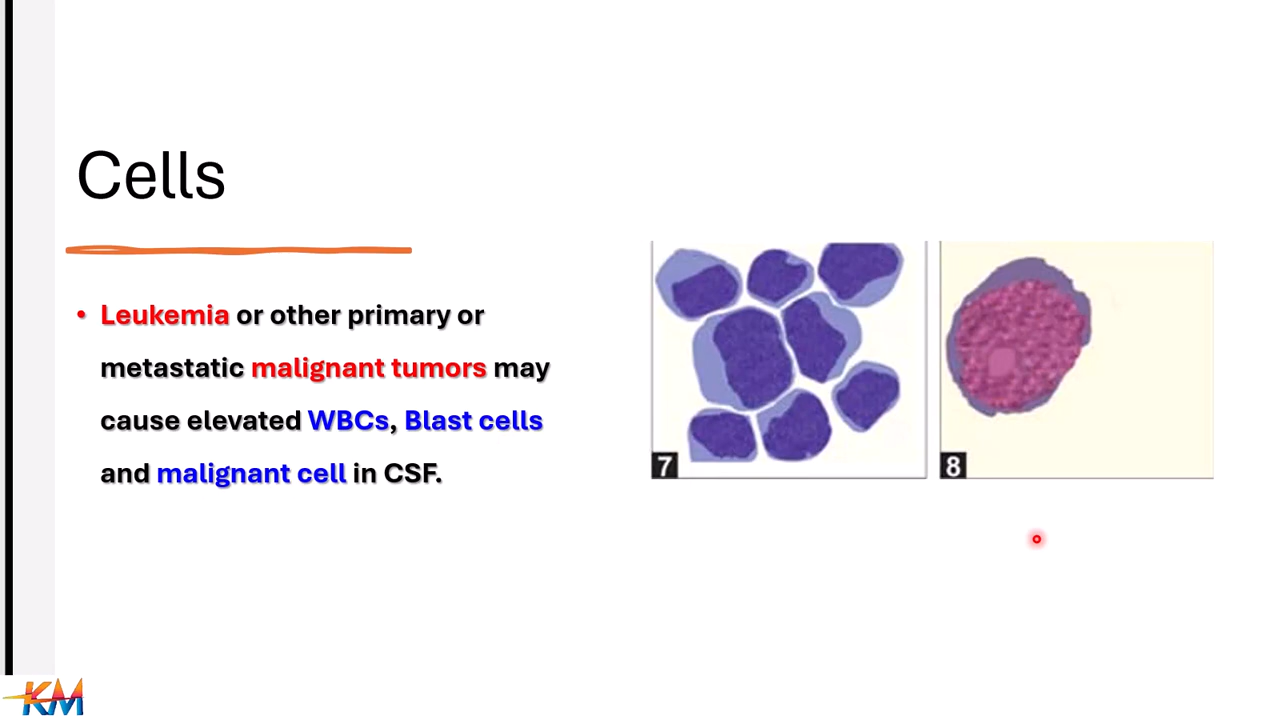 Cells
• Leukemia or other primary or
metastatic malignant tumors may
cause elevated WBCs, Blast cells
and malignant cell in CSF.
7
8
KM